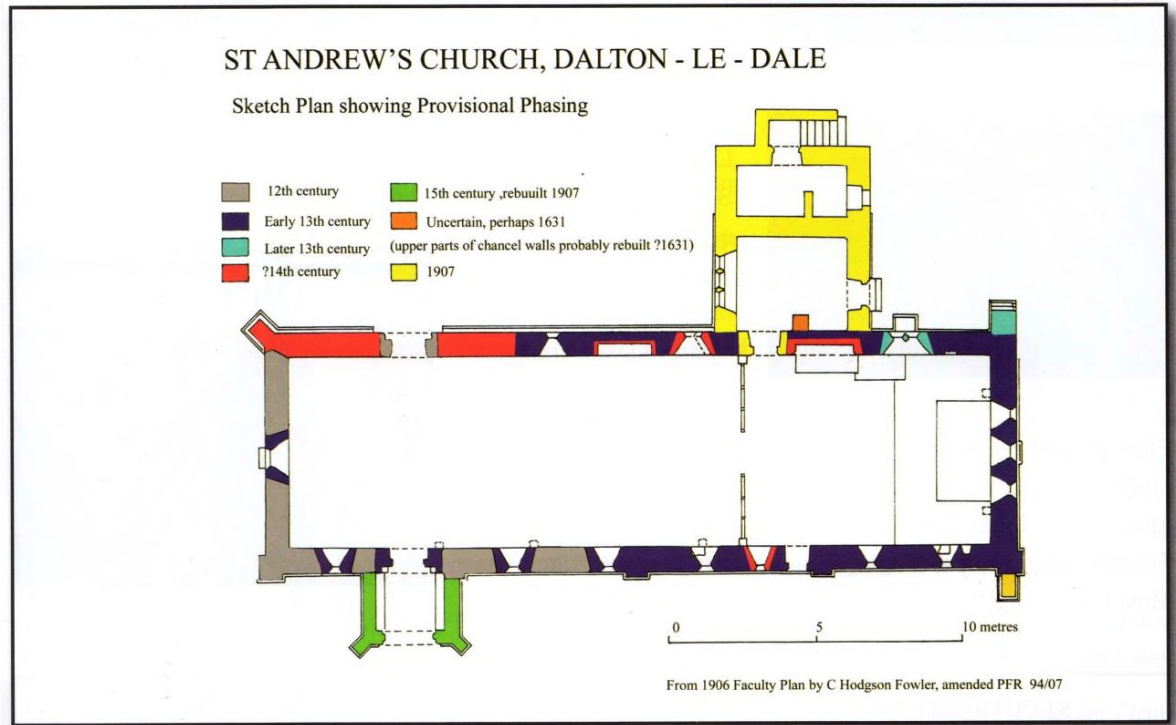 ST ANDREW'S CHURCH, DALTON - LE - DALE
Sketch Plan showing Provisional Phasing
12th century
Early 13th century
Later 13th century
?14th century
15th century ,rebuuilt 1907
Uncertain, perhaps 1631
(upper parts of chancel walls probably rebuilt ?1631)
1907
0 5 10 metres
From 1906 Faculty Plan by C Hodgson Fowler, amended PFR 94/07